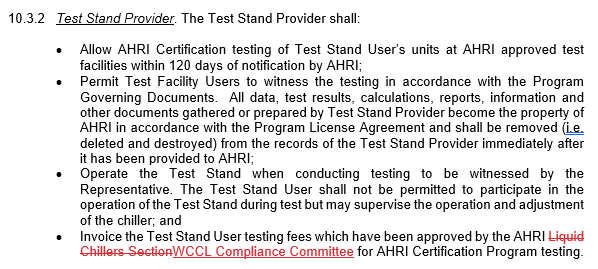 10.3.2 Test Stand Provider. The Test Stand Provider shall:
• Allow AHRI Certification testing of Test Stand User's units at AHRI approved test
facilities within 120 days of notification by AHRI;
• Permit Test Facility Users to witness the testing in accordance with the Program
Governing Documents. All data, test results, calculations, reports, information and
other documents gathered or prepared by Test Stand Provider become the property of
AHRI in accordance with the Program License Agreement and shall be removed (i.e.
deleted and destroyed) from the records of the Test Stand Provider immediately after
it has been provided to AHRI;
• Operate the Test Stand when conducting testing to be witnessed by the
Representative. The Test Stand User shall not be permitted to participate in the
operation of the Test Stand during test but may supervise the operation and adjustment
of the chiller; and
• Invoice the Test Stand User testing fees which have been approved by the AHRI Liquid
Chillers SectionWCCL Compliance Committee for AHRI Certification Program testing.